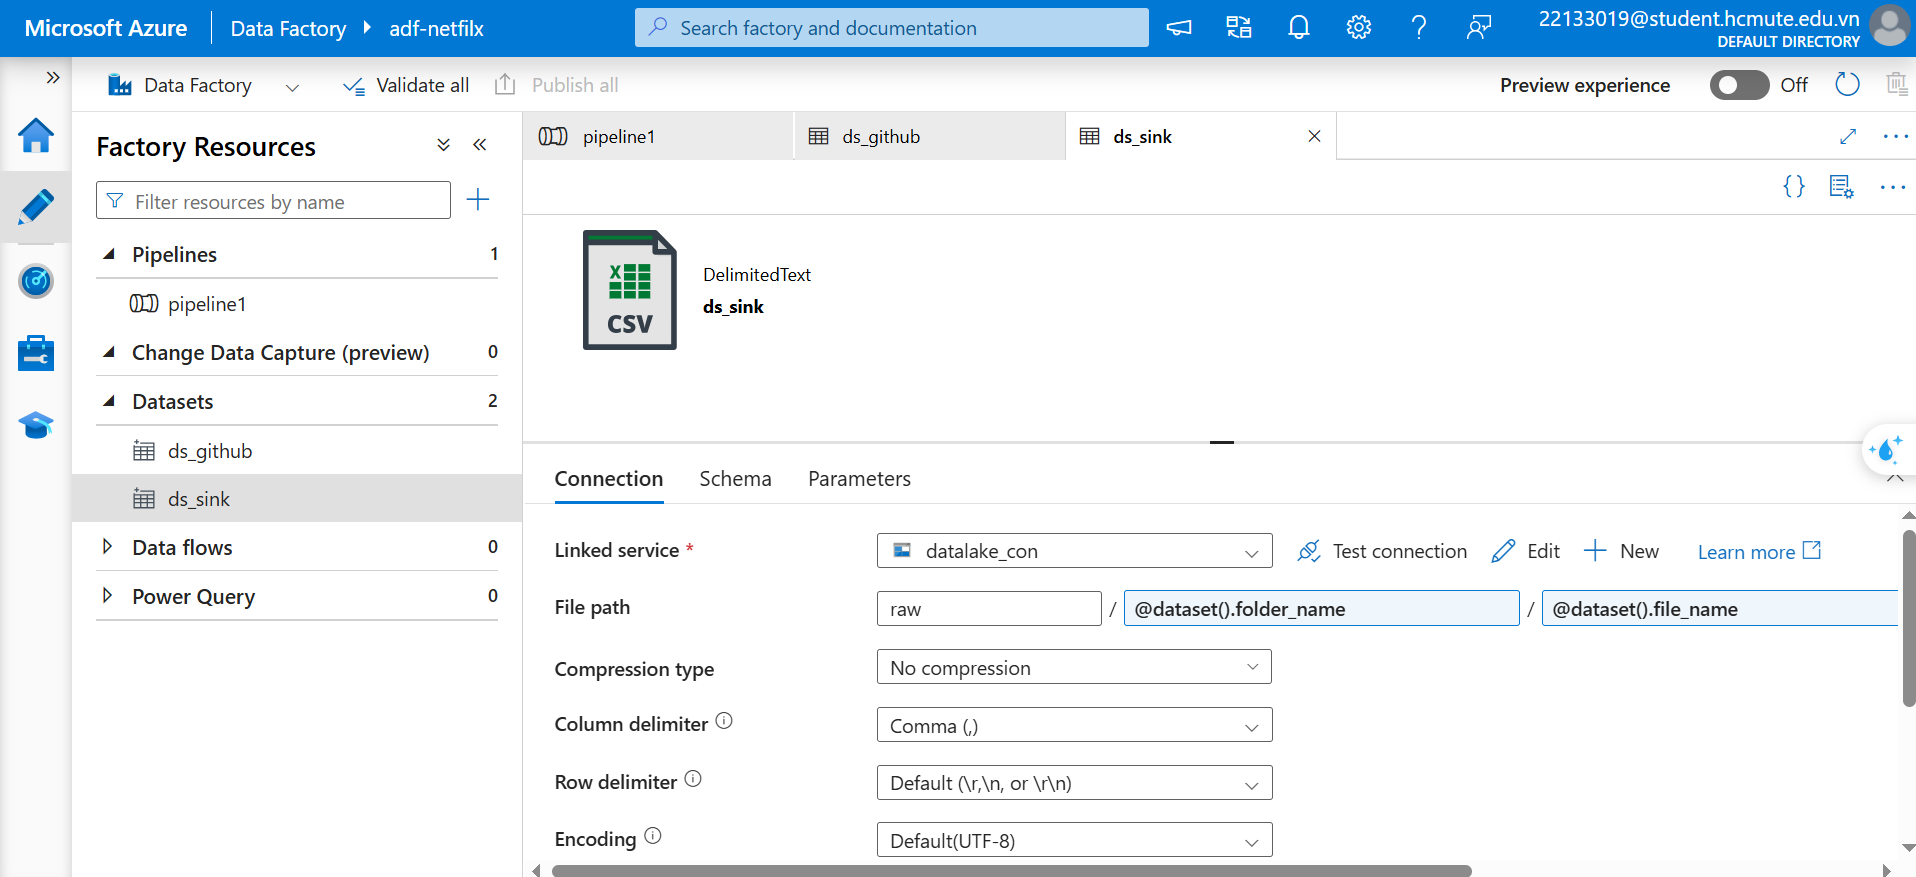 Microsoft Azure
Data Factory
adf-netfilx
Search factory and documentation
22133019@student.hcmute.edu.vn
DEFAULT DIRECTORY
Data Factory
Validate all
Publish all
Preview experience
Off
Factory Resources
Filter resources by name
Pipelines 1
pipeline1
Change Data Capture (preview) 0
Datasets 2
ds_github
ds_sink
Data flows 0
Power Query 0
pipeline1
ds_github
ds_sink
{}
X
CSV
DelimitedText
ds_sink
Connection
Schema
Parameters
Linked service *
datalake_con
Test connection
Edit
New
Learn more
File path
raw / @dataset().folder_name / @dataset().file_name
Compression type
No compression
Column delimiter
Comma (,)
Row delimiter
Default (\r,\n, or \r\n)
Encoding
Default(UTF-8)